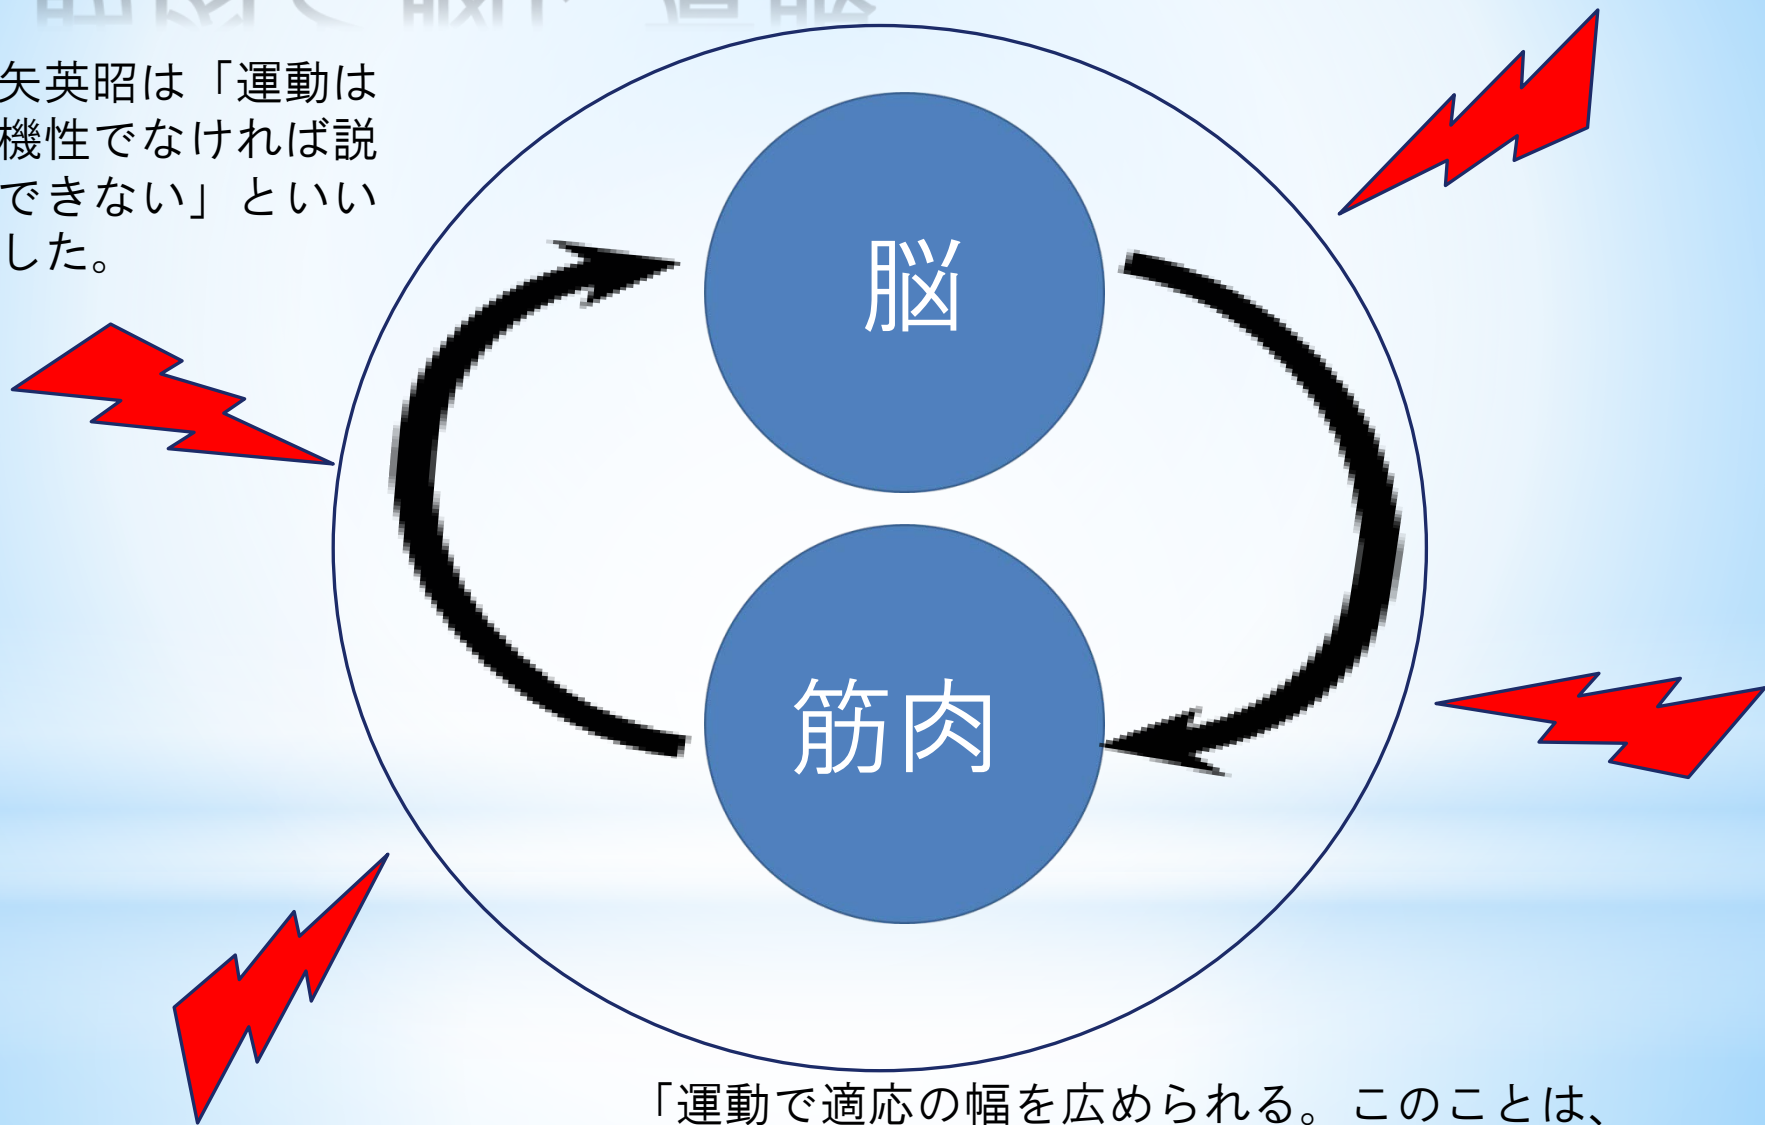 矢英昭は「運動は
機性でなければ説
できない」といい
した。
脳
筋肉
「運動で適応の幅を広められる。このことは、